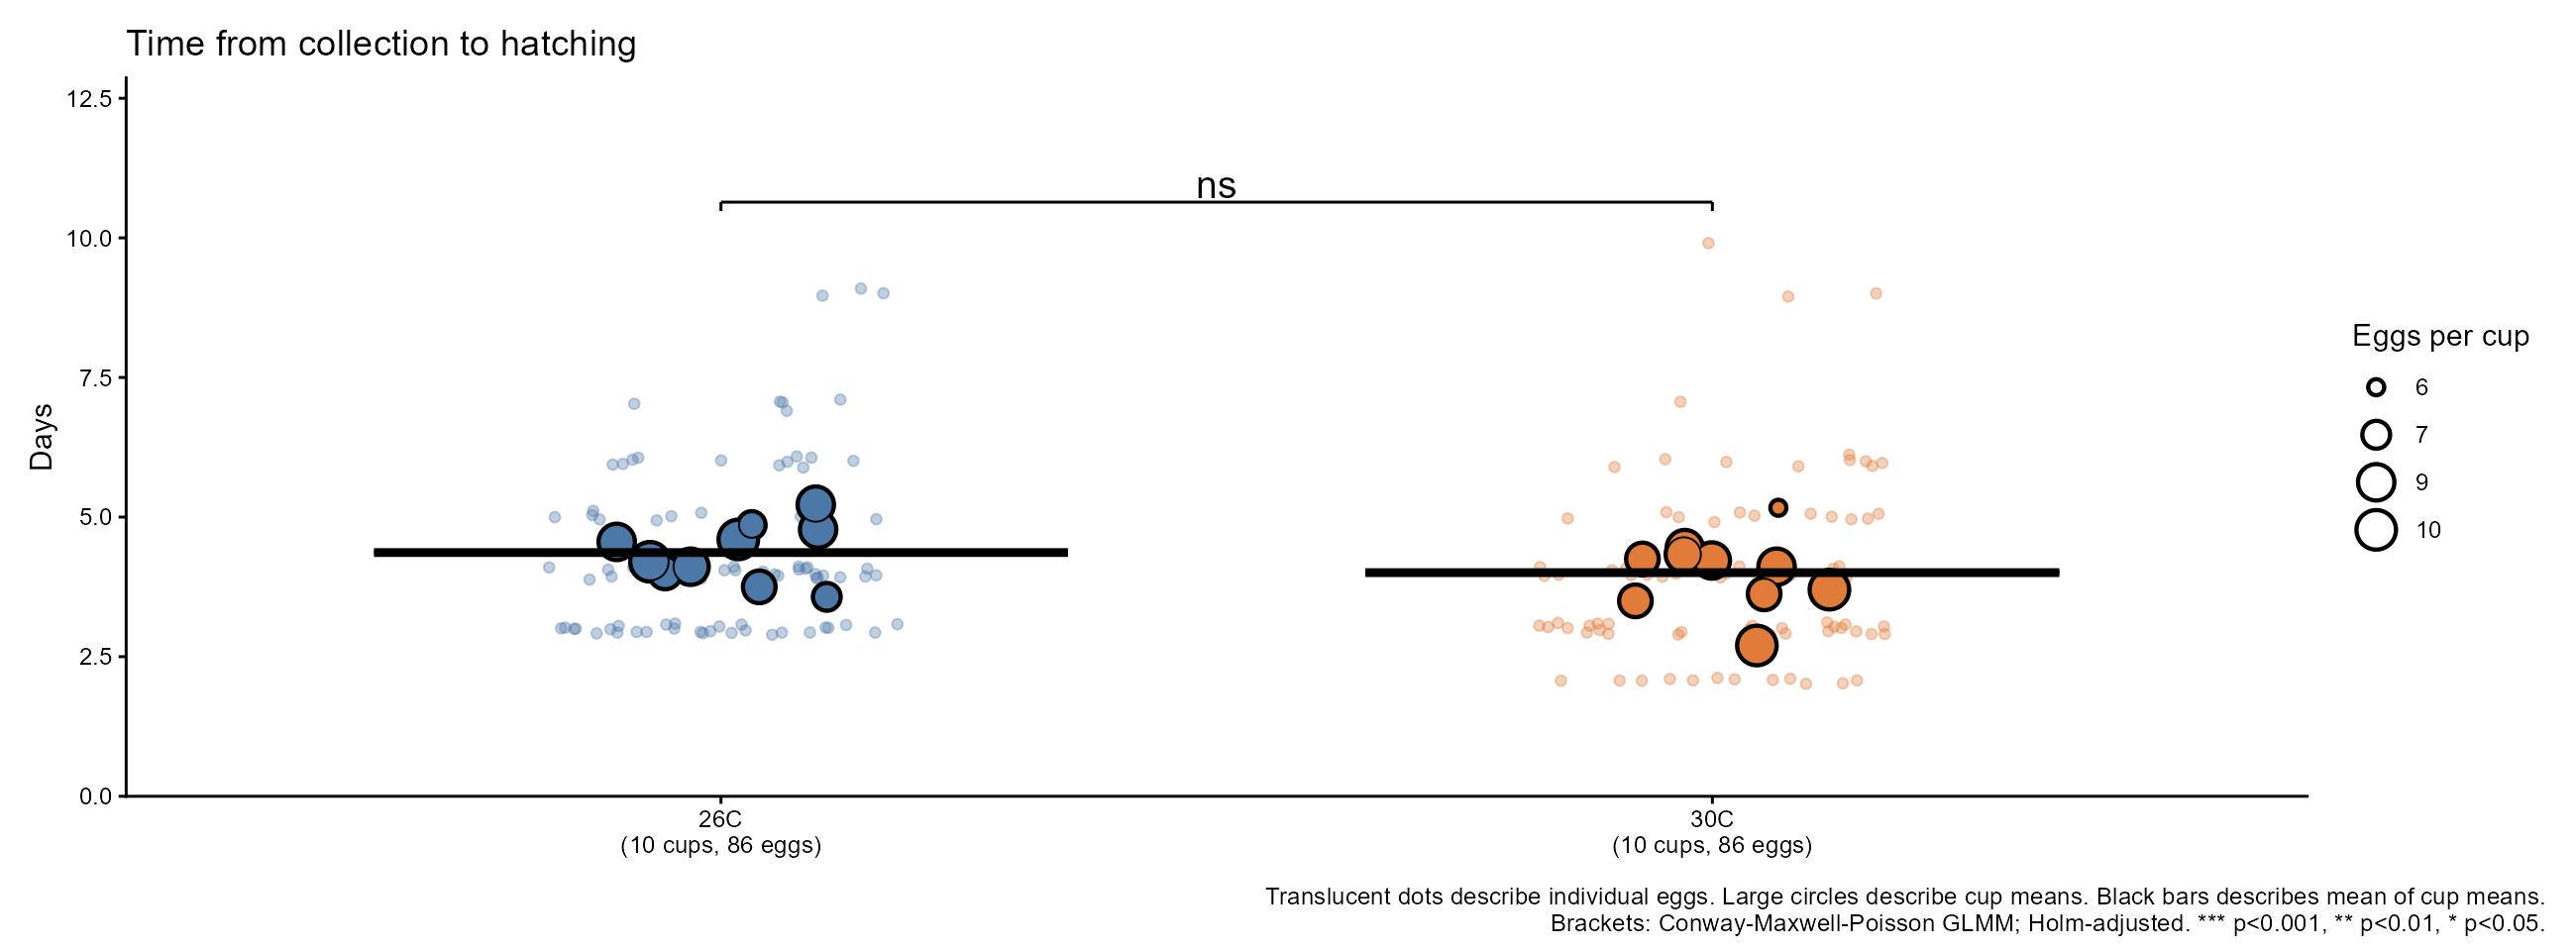 Time from collection to hatching
12.5
10.0
7.5
5.0
2.5
0.0
Days
ns
26C
(10 cups, 86 eggs)
30C
(10 cups, 86 eggs)
Eggs per cup
6
7
9
10
Translucent dots describe individual eggs. Large circles describe cup means. Black bars describes mean of cup means.
Brackets: Conway-Maxwell-Poisson GLMM; Holm-adjusted. *** p<0.001, ** p<0.01, * p<0.05.